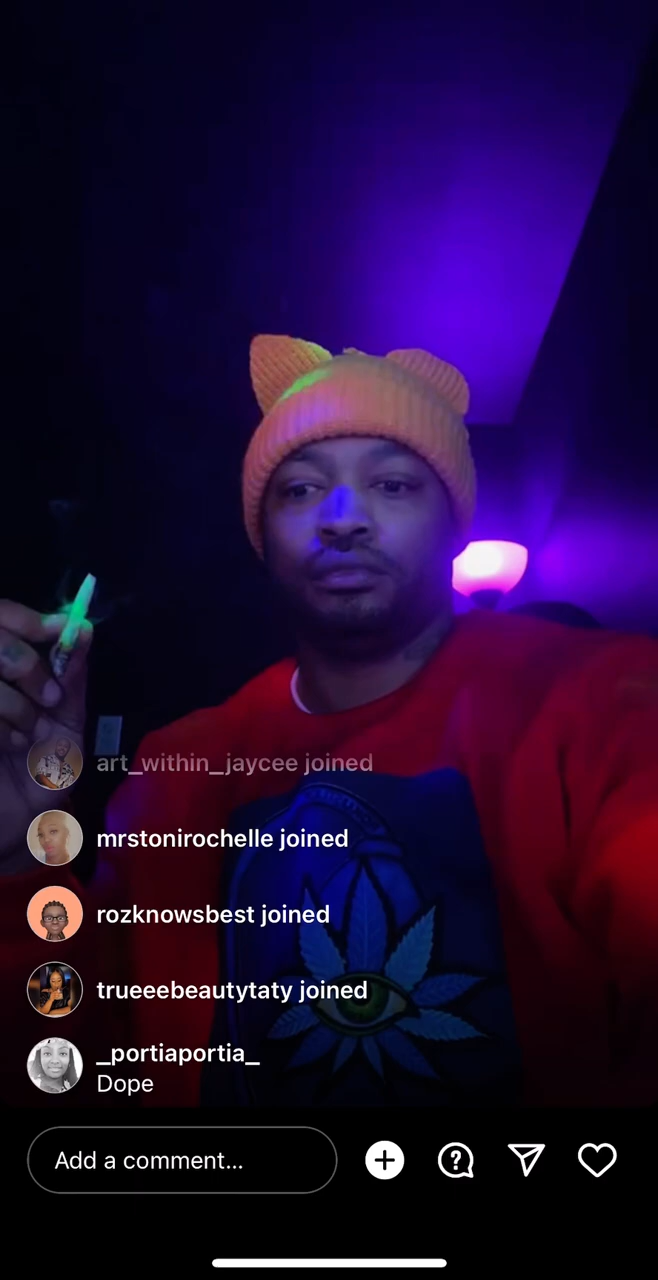 art_within_jaycee joined
mrstonirochelle joined
rozknowsbest joined
trueeebeautytaty joined
_portiaportia_
Dope
Add a comment...